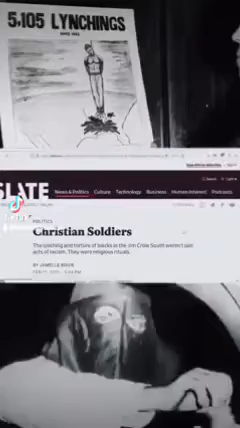 5,105 LYNCHINGS
SINCE 1882
SLATE
News & Politics Culture Technology Business Human Interest Podcasts
POLITICS
Christian Soldiers
The lynching and torture of blacks in the Jim Crow South weren't just
acts of racism. They were religious rituals.
BY JAMELLE BOUIE